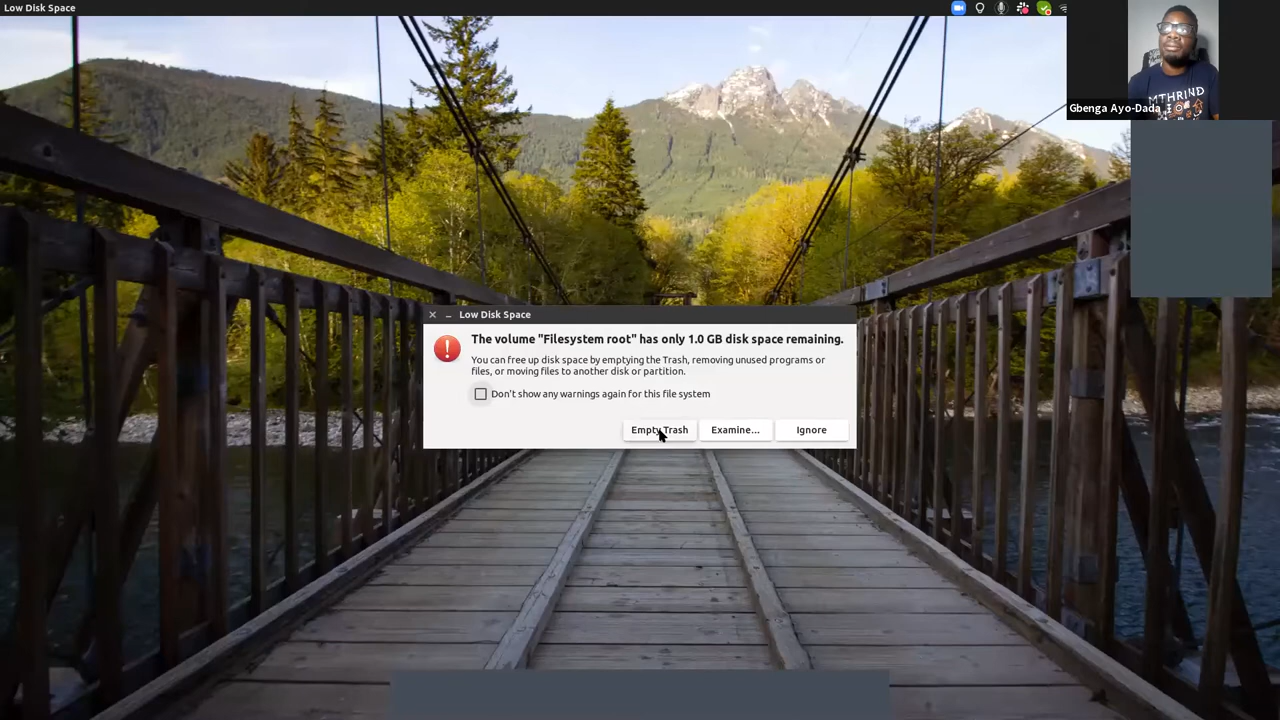 Low Disk Space
MTHRIND
Gbenga Ayo-Dada
Low Disk Space
The volume "Filesystem root" has only 1.0 GB disk space remaining.
You can free up disk space by emptying the Trash, removing unused programs or
files, or moving files to another disk or partition.
Don't show any warnings again for this file system
Empty Trash
Examine...
Ignore